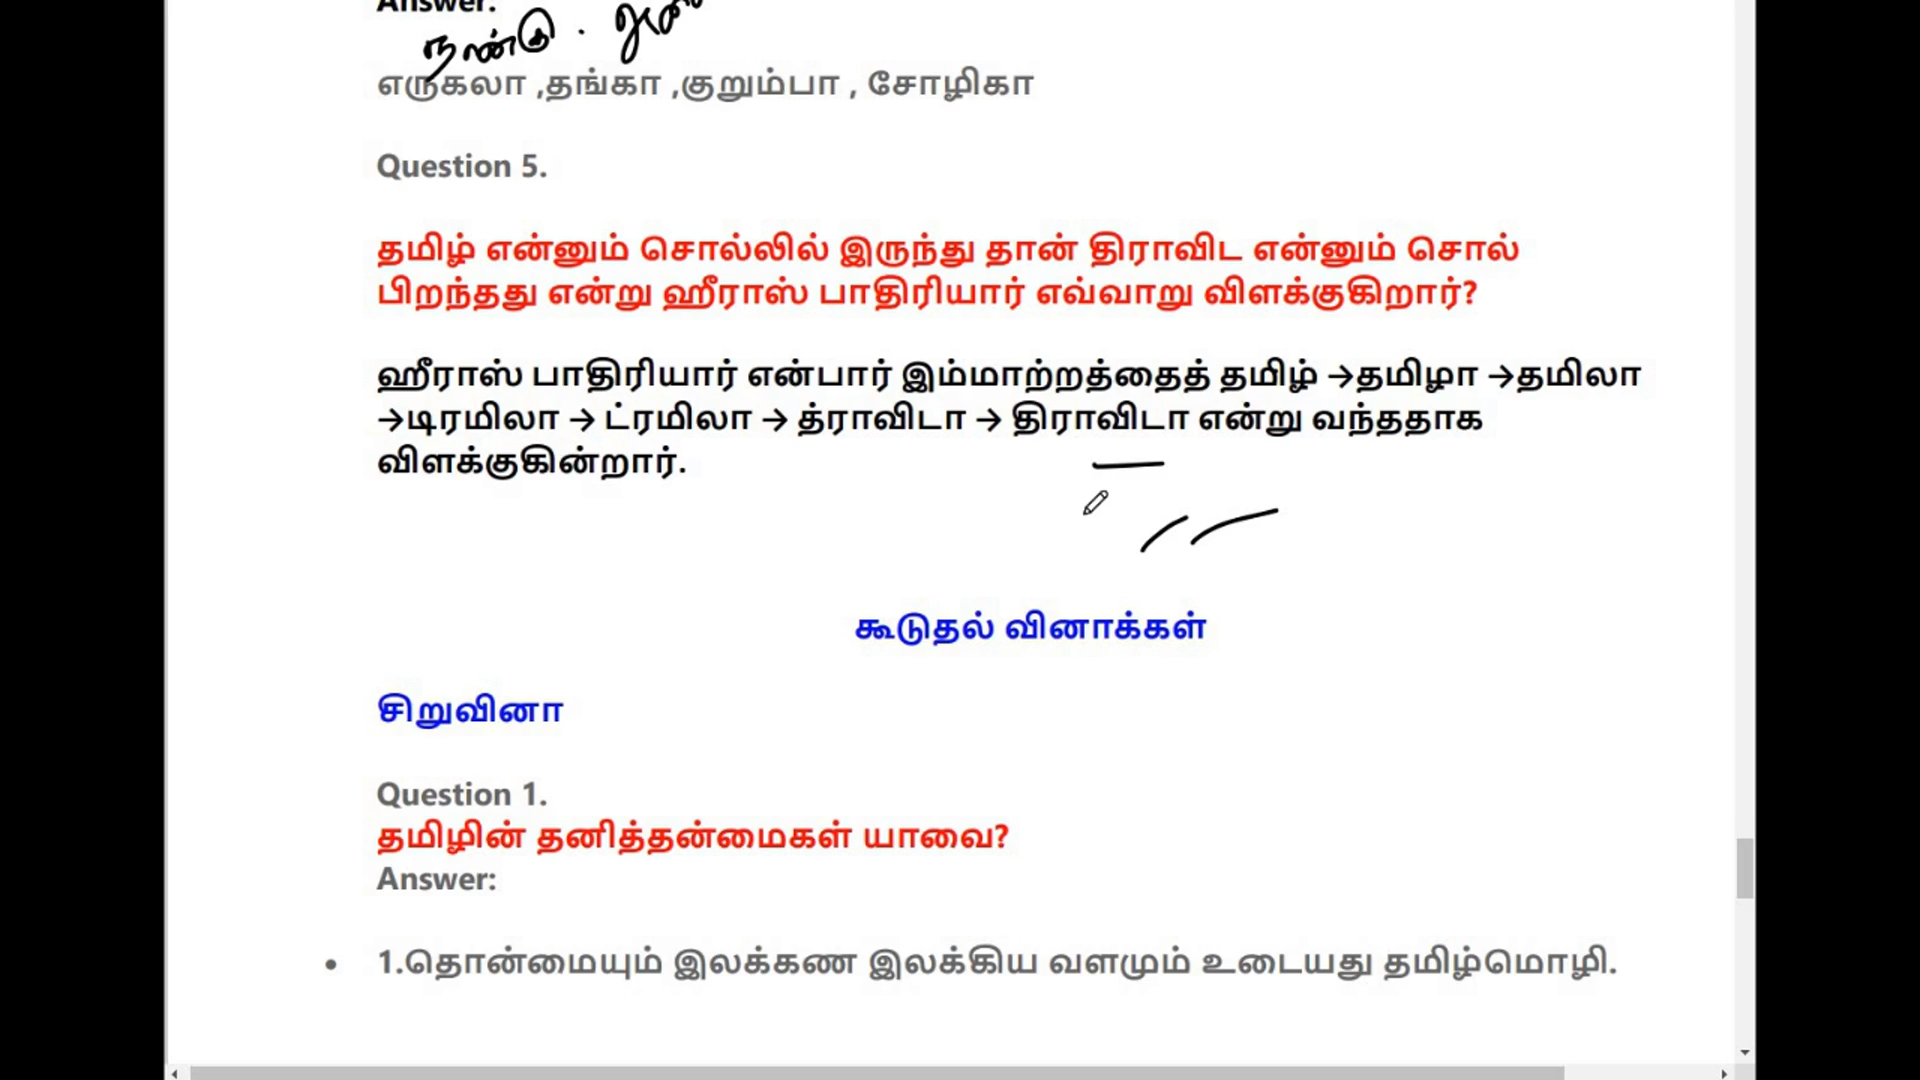 Answer:
நான்கு .
எருகலா ,தங்கா ,குறும்பா , சோழிகா
Question 5.
தமிழ் என்னும் சொல்லில் இருந்து தான் திராவிட என்னும் சொல்
பிறந்தது என்று ஹீராஸ் பாதிரியார் எவ்வாறு விளக்குகிறார்?
ஹீராஸ் பாதிரியார் என்பார் இம்மாற்றத்தைத் தமிழ் →தமிழா →தமிலா
→டிரமிலா → ட்ரமிலா → த்ராவிடா → திராவிடா என்று வந்ததாக
விளக்குகின்றார்.
கூடுதல் வினாக்கள்
சிறுவினா
Question 1.
தமிழின் தனித்தன்மைகள் யாவை?
Answer:
• 1.தொன்மையும் இலக்கண இலக்கிய வளமும் உடையது தமிழ்மொழி.